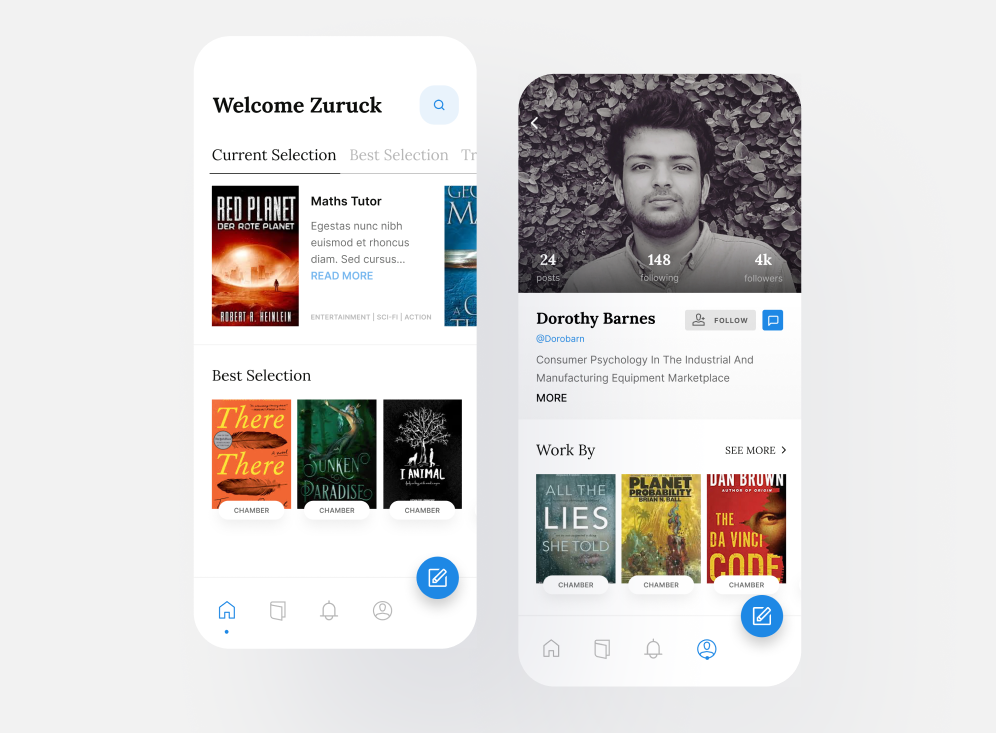 Welcome Zuruck
Current Selection
Best Selection
Tr
RED PLANET
DER ROTE PLANET
ROBERT A. HEINLEIN
Maths Tutor
Egestas nunc nibh
euismod et rhoncus
diam. Sed cursus...
READ MORE
ENTERTAINMENT | SCI-FI | ACTION
GEO
MA
A C
TH
Best Selection
There
There
CHAMBER
SUNKEN
PARADISE
CHAMBER
I ANIMAL
CHAMBER
24
posts
148
following
4k
followers
Dorothy Barnes
FOLLOW
@Dorobarn
Consumer Psychology In The Industrial And
Manufacturing Equipment Marketplace
MORE
Work By
SEE MORE
ALL THE
LIES
SHE TOLD
CHAMBER
PLANET
PROBABILITY
BRIAN N. BALL
CHAMBER
DAN BROWN
AUTHOR OF ORIGIN
THE
DA VINCI
CODE
CHAMBER